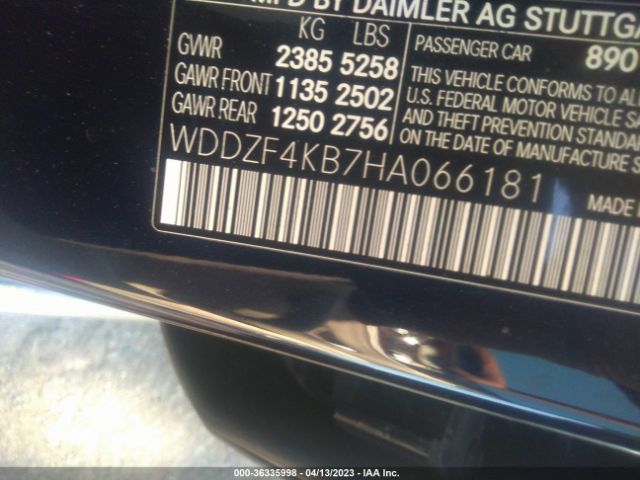 MFD BY DAIMLER AG STUTTGA
KG LBS
GVWR 2385 5258
GAWR FRONT 1135 2502
GAWR REAR 1250 2756
PASSENGER CAR 890
THIS VEHICLE CONFORMS TO AL
U.S. FEDERAL MOTOR VEHICLE S
AND THEFT PREVENTION STANDA
ON THE DATE OF MANUFACTURE S
WDDZF4KB7HA066181
MADE IN
000-36335998 - 04/13/2023 - IAA Inc.